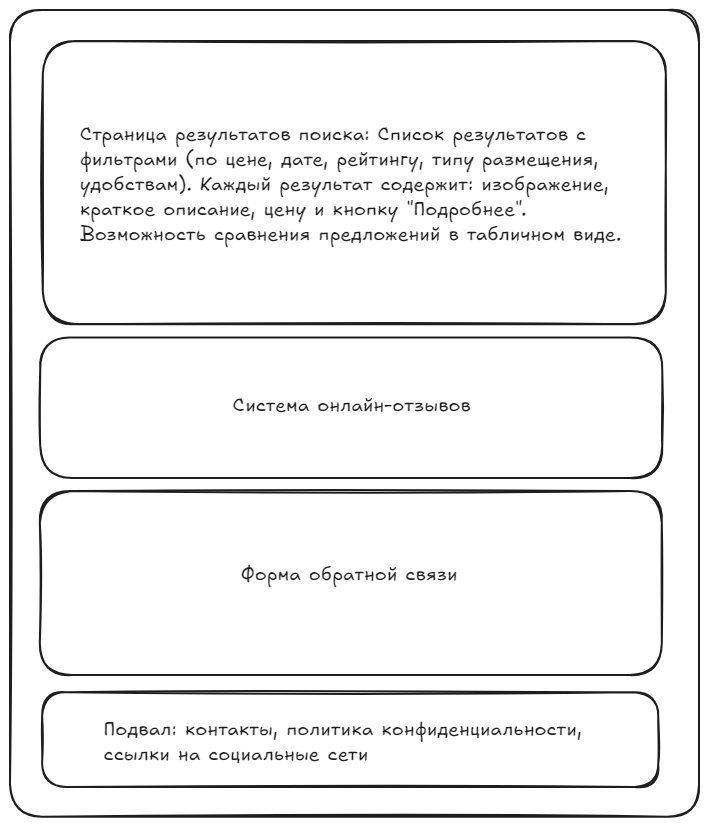 Страница результатов поиска: Список результатов с
фильтрами (по цене, дате, рейтингу, типу размещения,
удобствам). Каждый результат содержит: изображение,
краткое описание, цену и кнопку "Подробнее".
Возможность сравнения предложений в табличном виде.
Система онлайн-отзывов
Форма обратной связи
Подвал: контакты, политика конфиденциальности,
ссылки на социальные сети